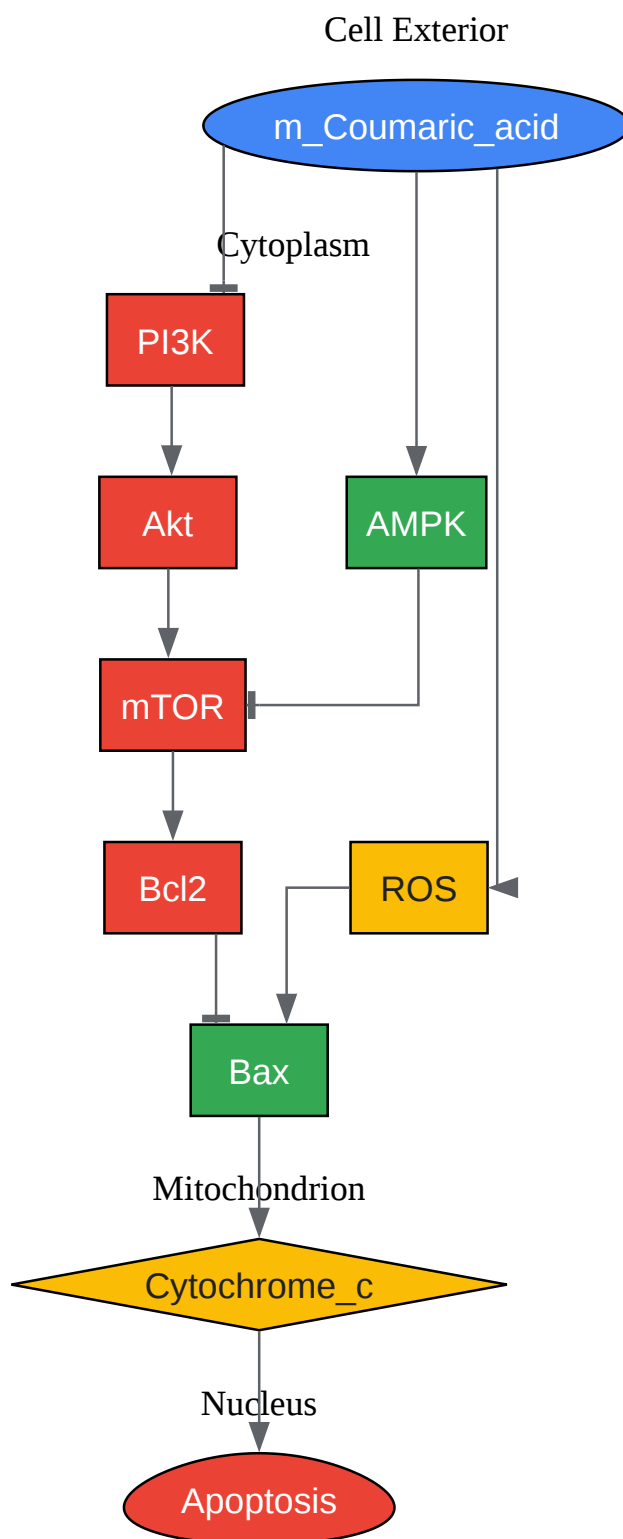 Cell Exterior
m_Coumaric_acid
Cytoplasm
PI3K
Akt
AMPK
mTOR
Bcl2
ROS
Bax
Mitochondrion
Cytochrome_c
Nucleus
Apoptosis